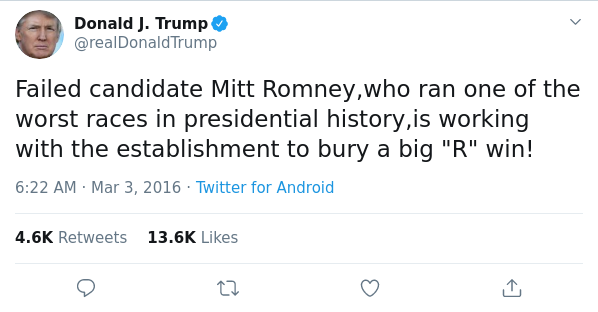 Donald J. Trump
@realDonaldTrump
Failed candidate Mitt Romney,who ran one of the
worst races in presidential history,is working
with the establishment to bury a big "R" win!
6:22 AM · Mar 3, 2016 · Twitter for Android
4.6K Retweets 13.6K Likes